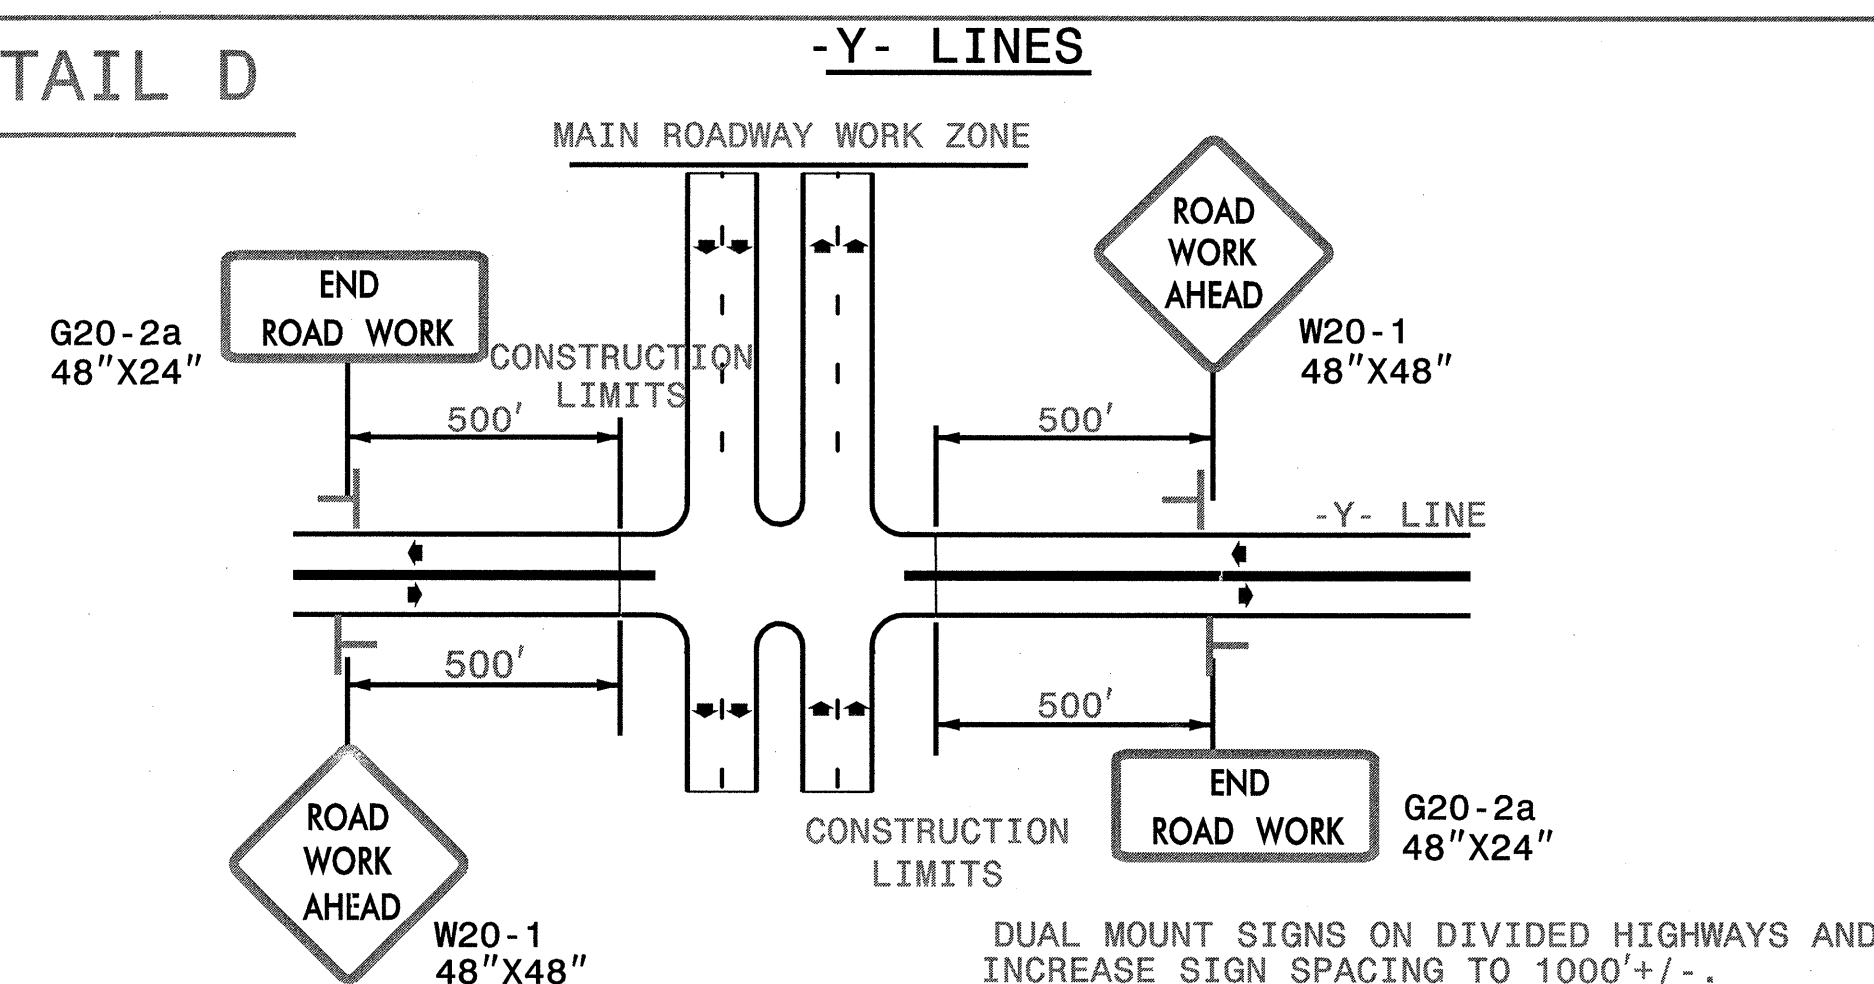 -Y- LINES
TAIL D
MAIN ROADWAY WORK ZONE
ROAD
WORK
AHEAD
END
ROAD WORK
G20-2a
48"X24"
W20-1
48"X48"
CONSTRUCTION
LIMITS
500'
500'
-Y- LINE
500'
500'
END
ROAD WORK
G20-2a
48"X24"
ROAD
WORK
AHEAD
CONSTRUCTION
LIMITS
W20-1
48"X48"
DUAL MOUNT SIGNS ON DIVIDED HIGHWAYS AND
INCREASE SIGN SPACING TO 1000'+/-.